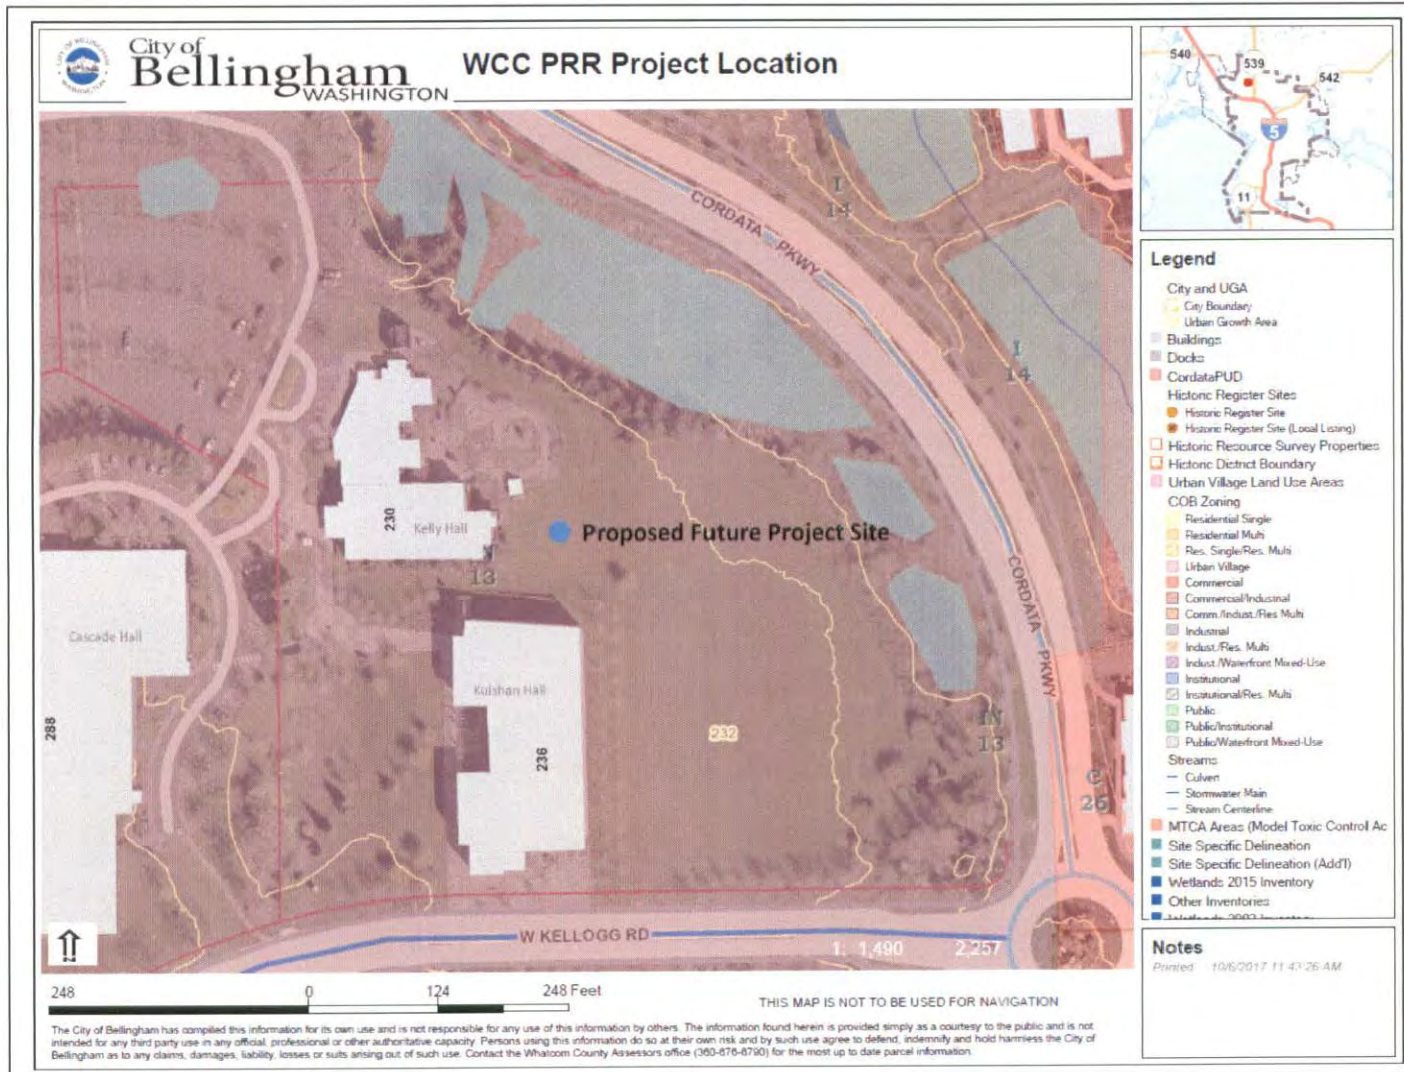 City of
Bellingham
WASHINGTON
WCC PRR Project Location
CITY OF BELLINGHAM
WASHINGTON
540
539
542
5
11
I
14
I
14
CORDATA PKWY
CORDATA PKWY
230
Kelly Hall
13
Proposed Future Project Site
Cascade Hall
288
Kulshan Hall
236
232
IN
13
C
26
W KELLOGG RD
1: 1,490 2,257
Legend
City and UGA
City Boundary
Urban Growth Area
Buildings
Docks
CordataPUD
Historic Register Sites
Historic Register Site
Historic Register Site (Local Listing)
Historic Resource Survey Properties
Historic District Boundary
Urban Village Land Use Areas
COB Zoning
Residential Single
Residential Multi
Res. Single/Res. Multi
Urban Village
Commercial
Commercial/Industrial
Comm./Indust./Res Multi
Industrial
Indust./Res. Multi
Indust./Waterfront Mixed-Use
Institutional
Institutional/Res. Multi
Public
Public/Institutional
Public/Waterfront Mixed-Use
Streams
Culvert
Stormwater Main
Stream Centerline
MTCA Areas (Model Toxic Control Ac
Site Specific Delineation
Site Specific Delineation (Add'l)
Wetlands 2015 Inventory
Other Inventories
Notes
Printed 10/6/2017 11:47:26 AM
248 0 124 248 Feet
THIS MAP IS NOT TO BE USED FOR NAVIGATION
The City of Bellingham has compiled this information for its own use and is not responsible for any use of this information by others. The information found herein is provided simply as a courtesy to the public and is not
intended for any third party use in any official, professional or other authoritative capacity. Persons using this information do so at their own risk and by such use agree to defend, indemnify and hold harmless the City of
Bellingham as to any claims, damages, liability, losses or suits arising out of such use. Contact the Whatcom County Assessors office (360-676-6790) for the most up to date parcel information.